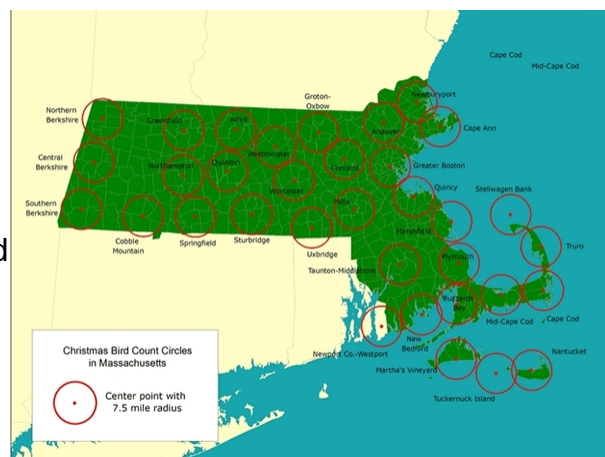 Cape Cod
Mid-Cape Cod
Newburyport
Groton-
Oxbow
Northern
Berkshire
Greenfield
Athol
Andover
Cape Ann
Westminster
Central
Berkshire
Northampton
Quabbin
Concord
Greater Boston
Worcester
Quincy
Stellwagen Bank
Southern
Berkshire
Millis
Marshfield
Cobble
Mountain
Springfield
Sturbridge
Uxbridge
Truro
d
Taunton-Middleboro
Plymouth
Buzzards
Bay
Mid-Cape Cod
Cape Cod
New
Bedford
Newport Co.-Westport
Nantucket
Martha's Vineyard
Tuckernuck Island
Christmas Bird Count Circles
in Massachusetts
Center point with
7.5 mile radius